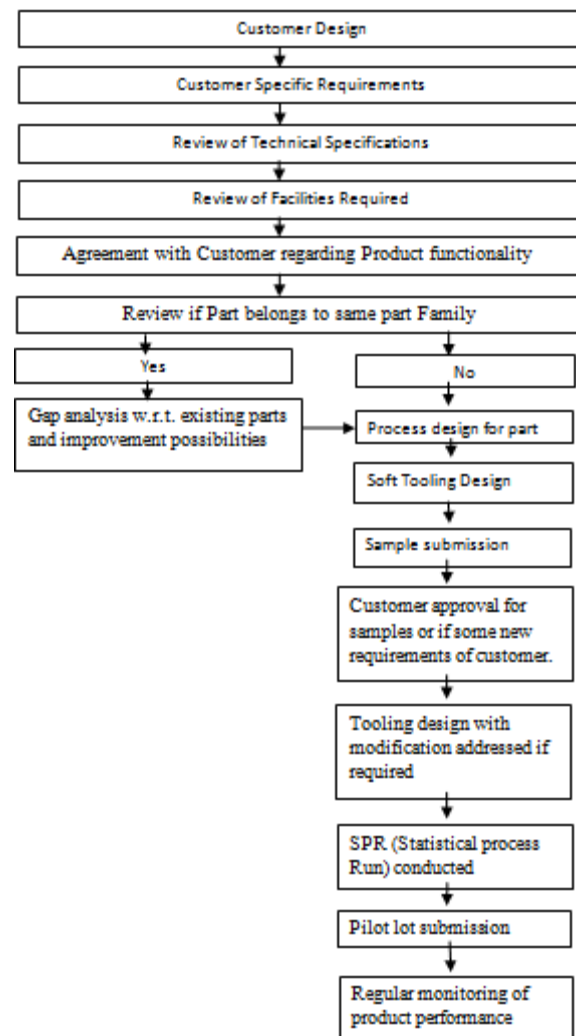 Customer Design
Customer Specific Requirements
Review of Technical Specifications
Review of Facilities Required
Agreement with Customer regarding Product functionality
Review if Part belongs to same part Family
Yes
No
Gap analysis w.r.t. existing parts
and improvement possibilities
Process design for part
Soft Tooling Design
Sample submission
Customer approval for
samples or if some new
requirements of customer.
Tooling design with
modification addressed if
required
SPR (Statistical process
Run) conducted
Pilot lot submission
Regular monitoring of
product performance